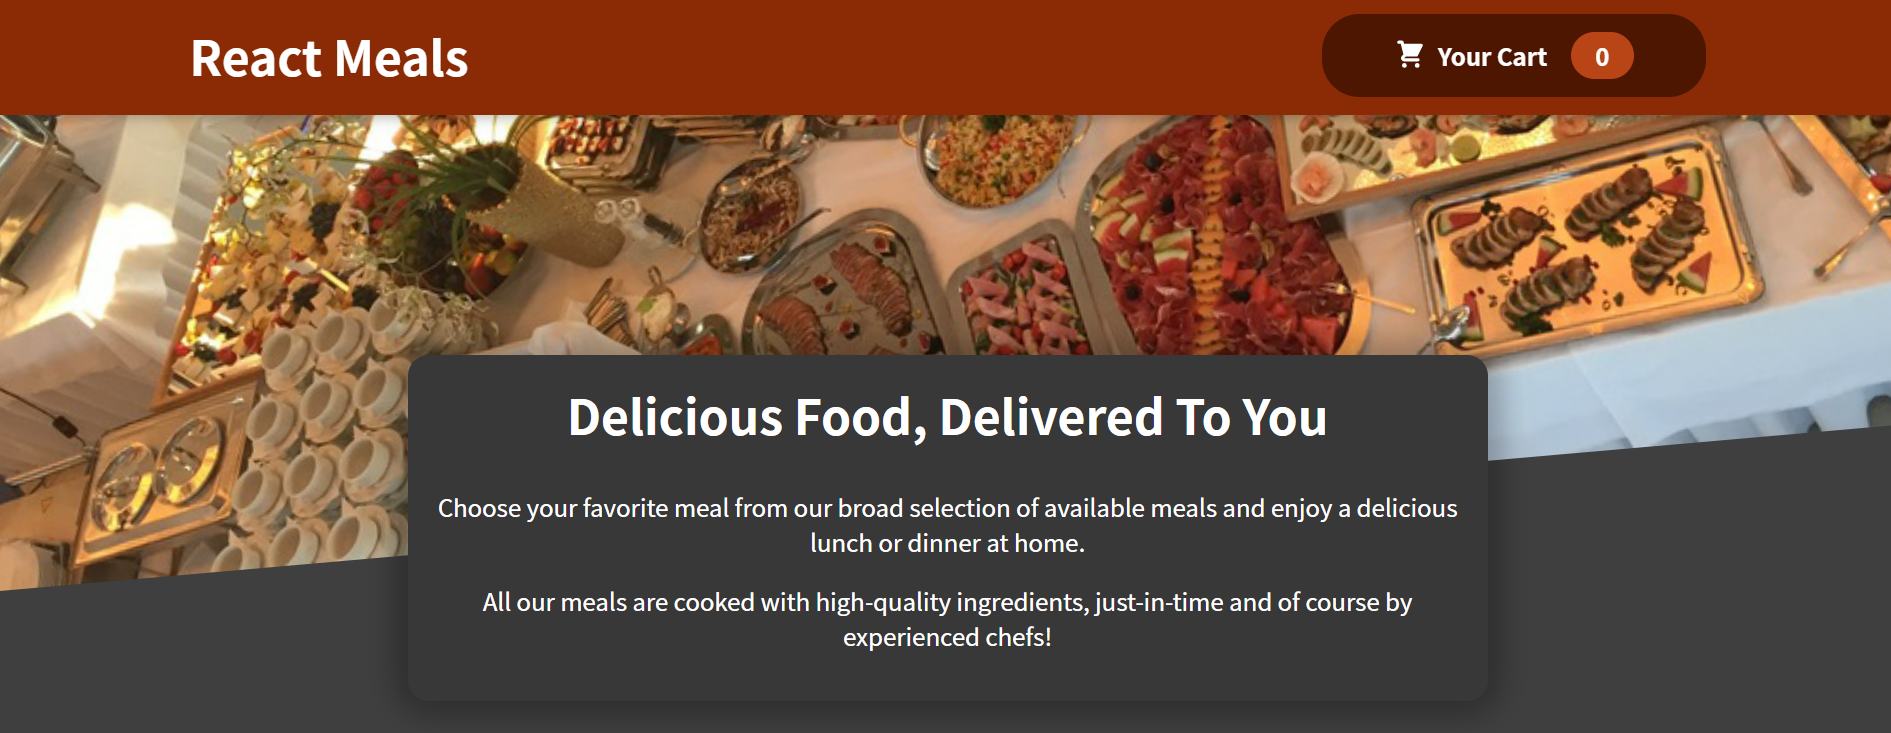 React Meals
Your Cart 0
Delicious Food, Delivered To You
Choose your favorite meal from our broad selection of available meals and enjoy a delicious
lunch or dinner at home.
All our meals are cooked with high-quality ingredients, just-in-time and of course by
experienced chefs!